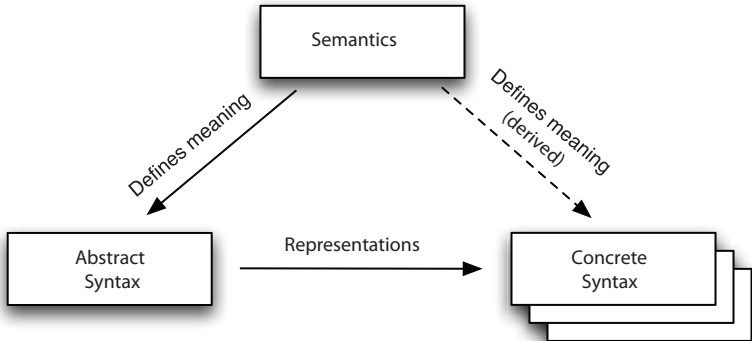 Semantics
Defines meaning
Defines meaning
(derived)
Abstract
Syntax
Representations
Concrete
Syntax